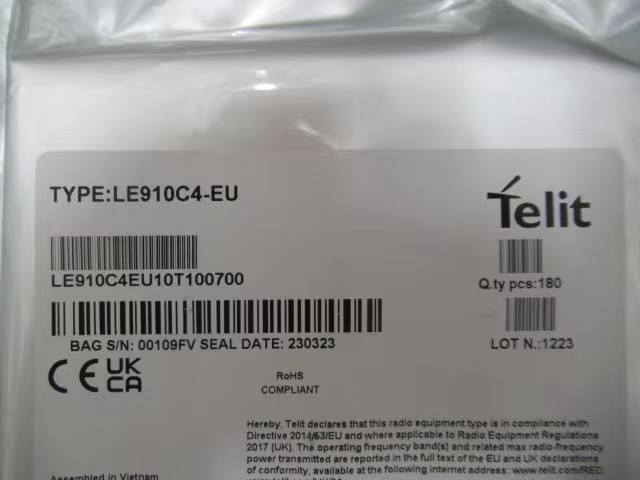 TYPE:LE910C4-EU
Telit
LE910C4EU10T100700
Q.ty pcs:180
BAG S/N: 00109FV SEAL DATE: 230323
LOT N.:1223
CE UK
CA
RoHS
COMPLIANT
Hereby, Telit declares that this radio equipment type is in compliance with
Directive 2014/53/EU and where applicable to Radio Equipment Regulations
2017 (UK). The operating frequency band(s) and related max radio-frequency
power transmitted are reported in the full text of the EU and UK declarations
of conformity, available at the following internet address: www.telit.com/RED,
Assembled in Vietnam